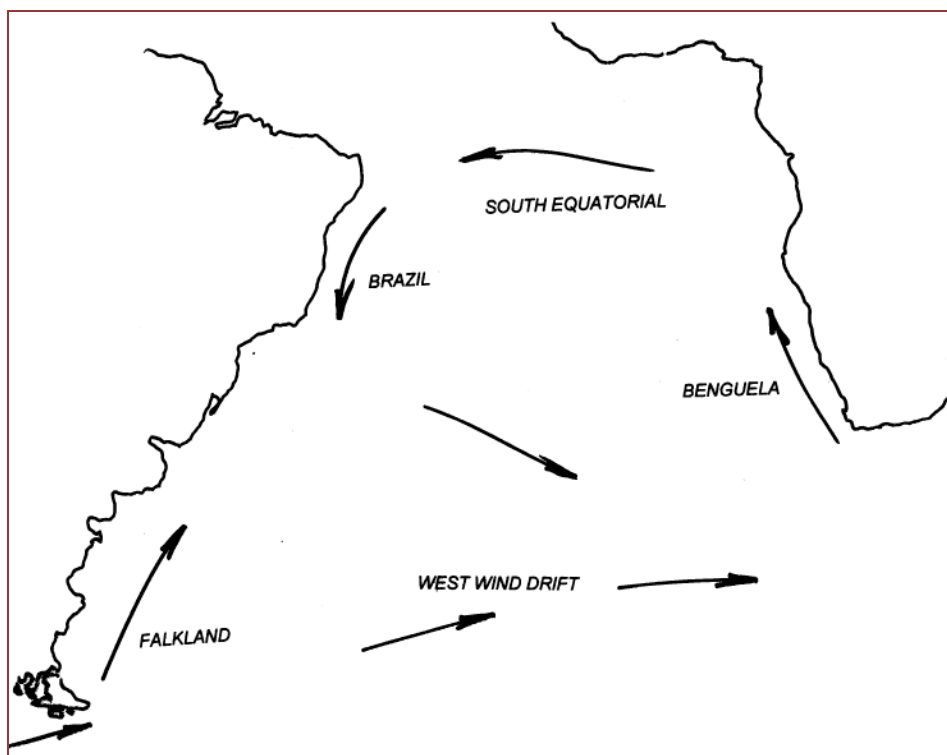 SOUTH EQUATORIAL
BRAZIL
BENGUELA
WEST WIND DRIFT
FALKLAND